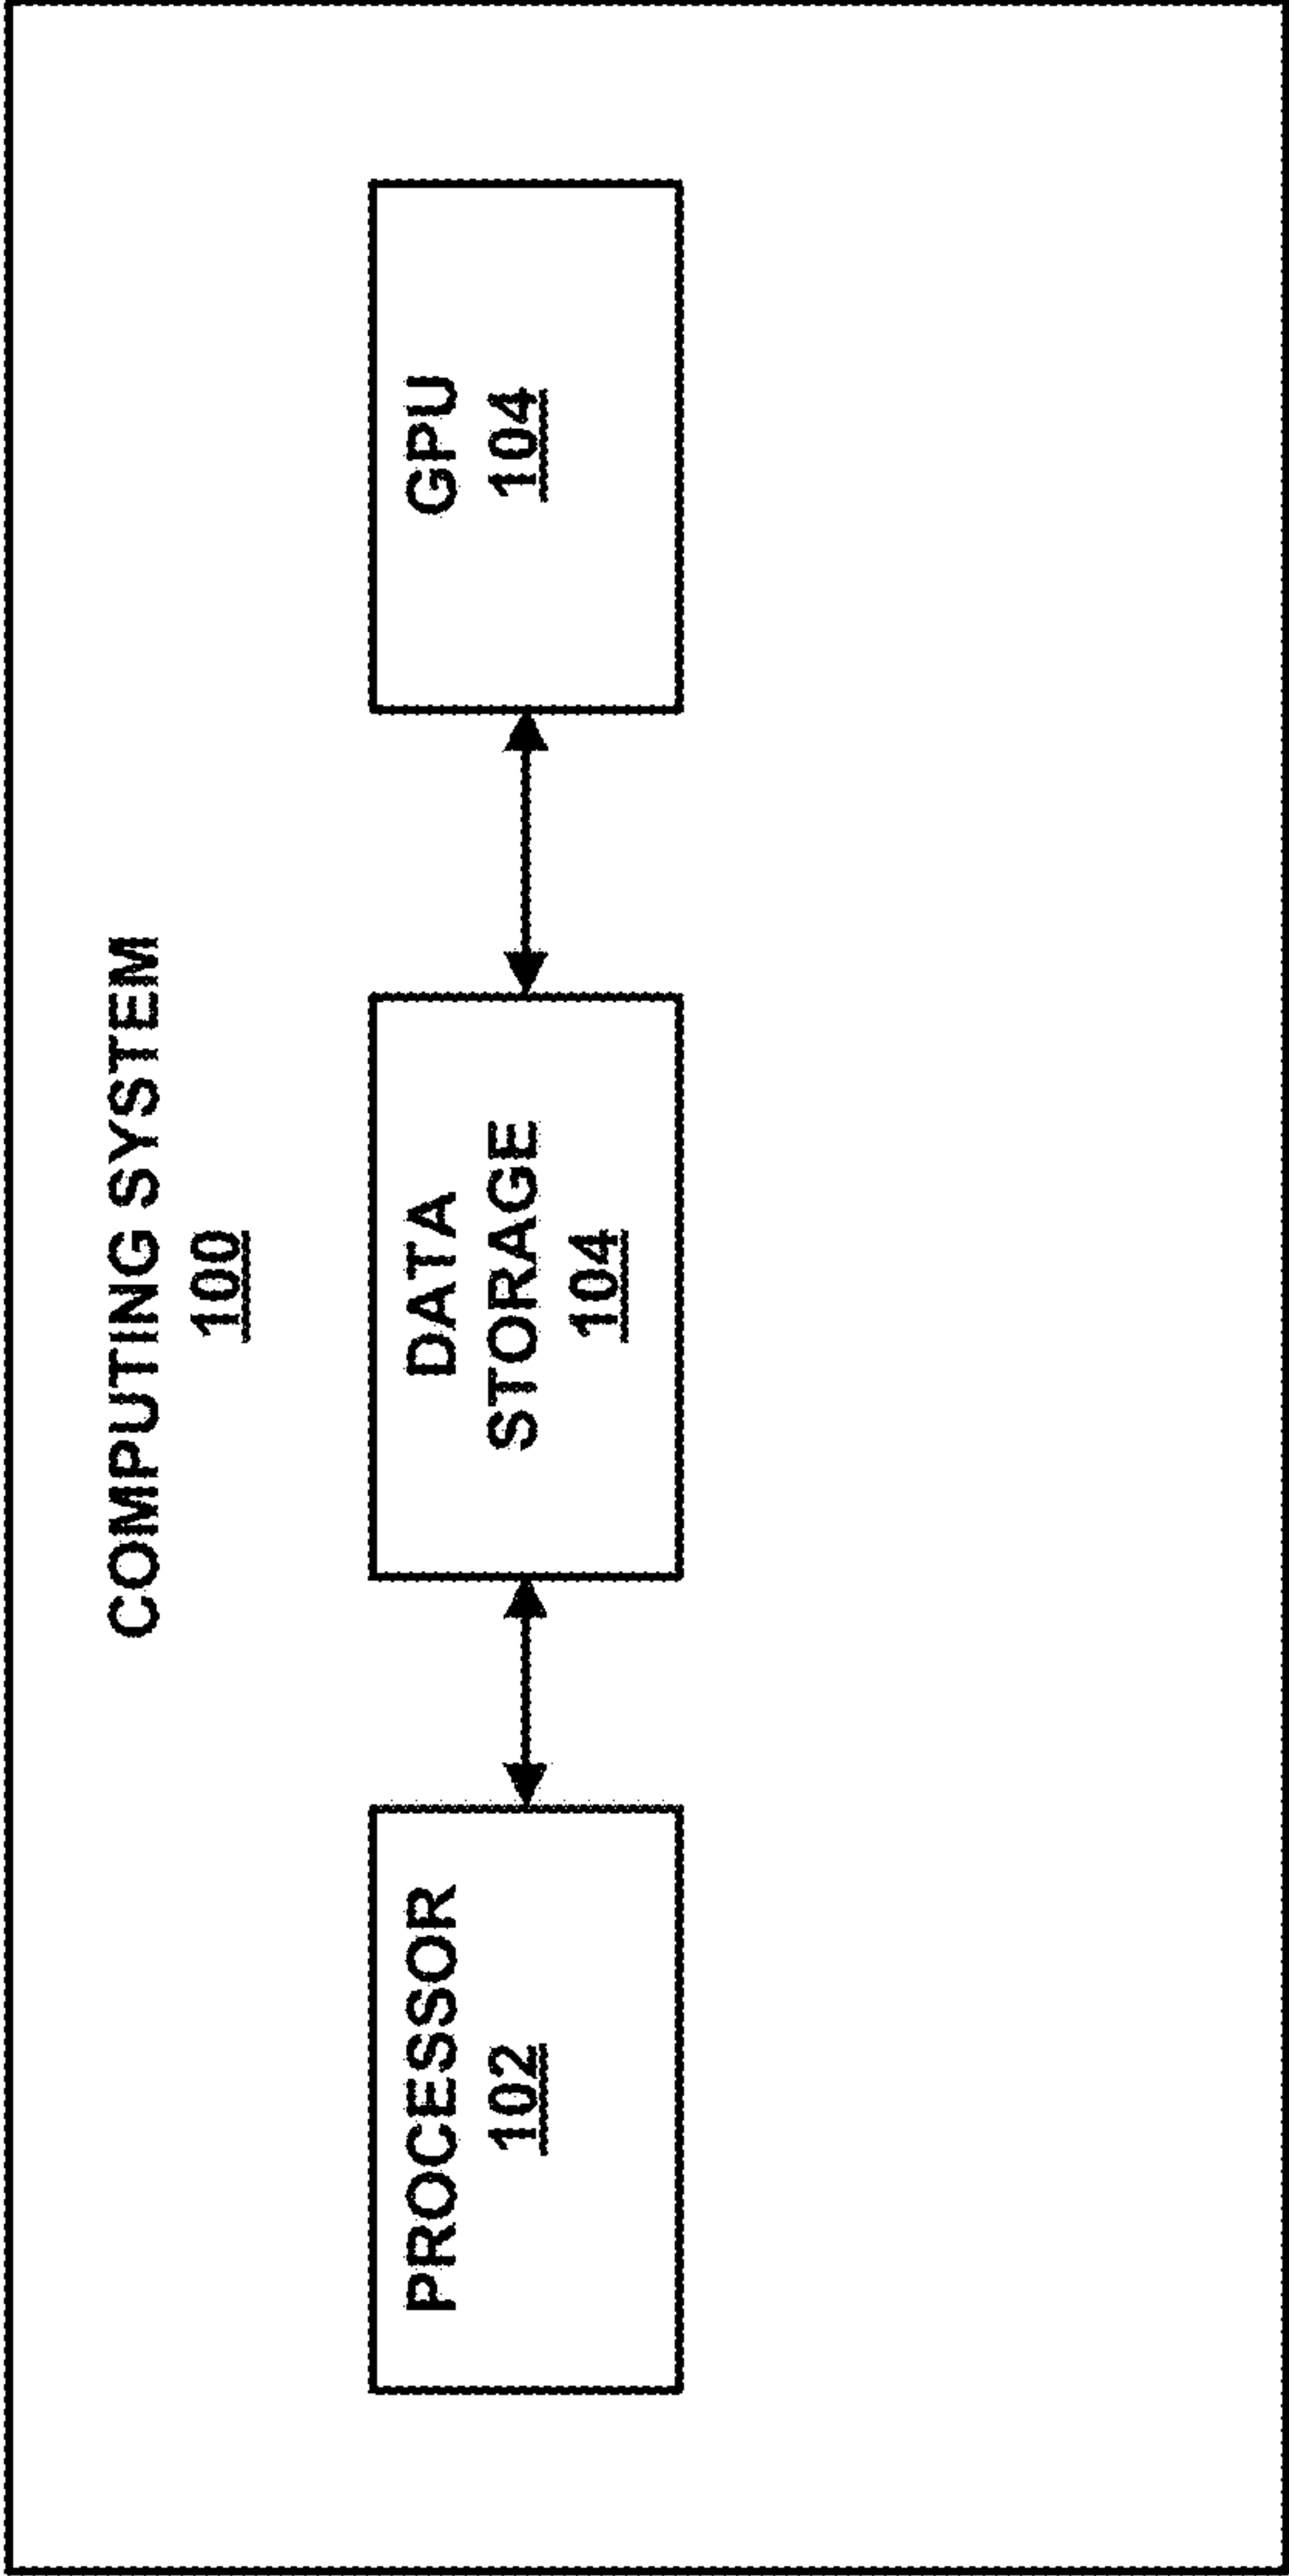 COMPUTING SYSTEM
100
PROCESSOR
102
DATA
STORAGE
104
GPU
104